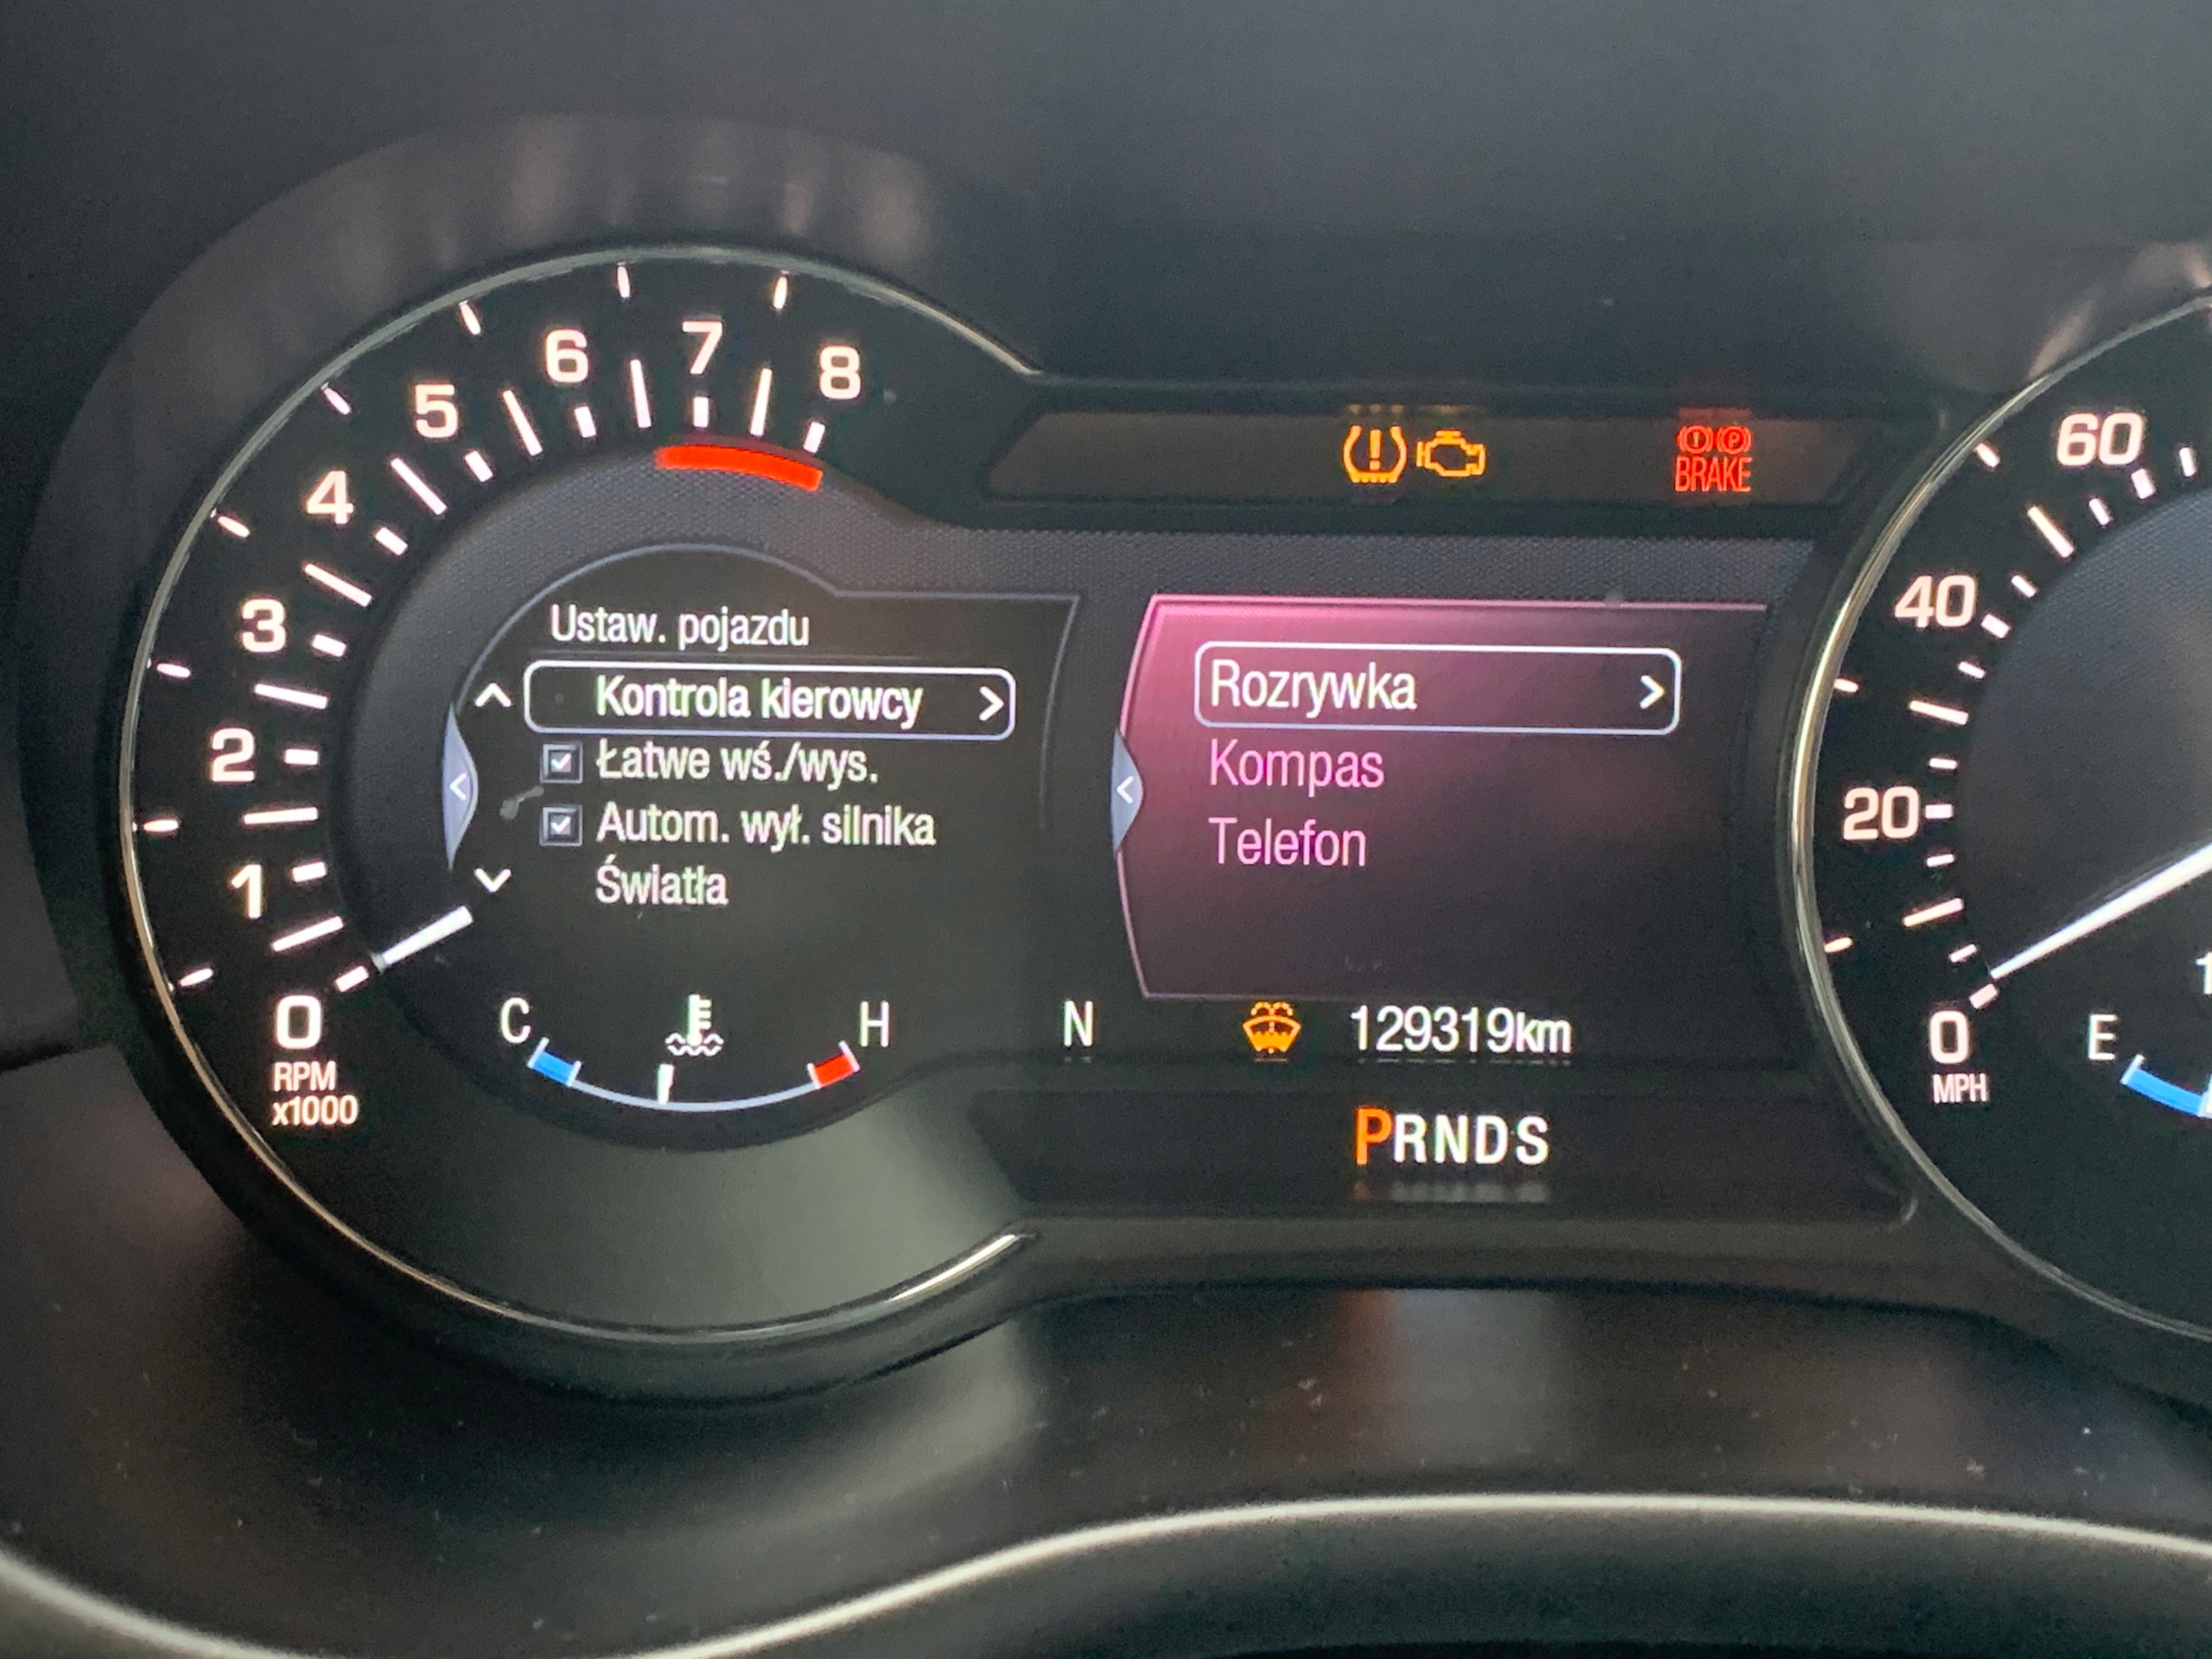 8
7
6
5
4
3
2
1
0
RPM
x1000
Ustaw. pojazdu
Kontrola kierowcy
Łatwe wś./wys.
Autom. wył. silnika
Światła
C
H
N
BRAKE
P
Rozrywka
Kompas
Telefon
129319km
PRNDS
60
40
20
0
MPH
E
1